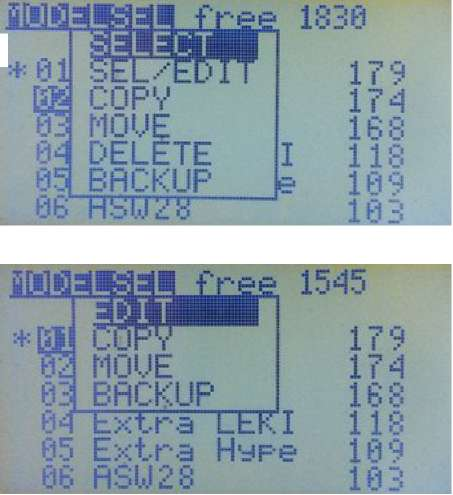 MODELSEL free 1830
SELECT
*01 SEL/EDIT 179
02 COPY 174
03 MOVE 168
04 DELETE I 118
05 BACKUP e 109
06 ASW28 103
MODELSEL free 1545
EDIT
*01 COPY 179
02 MOVE 174
03 BACKUP 168
04 Extra LEKI 118
05 Extra Hype 109
06 ASW28 103